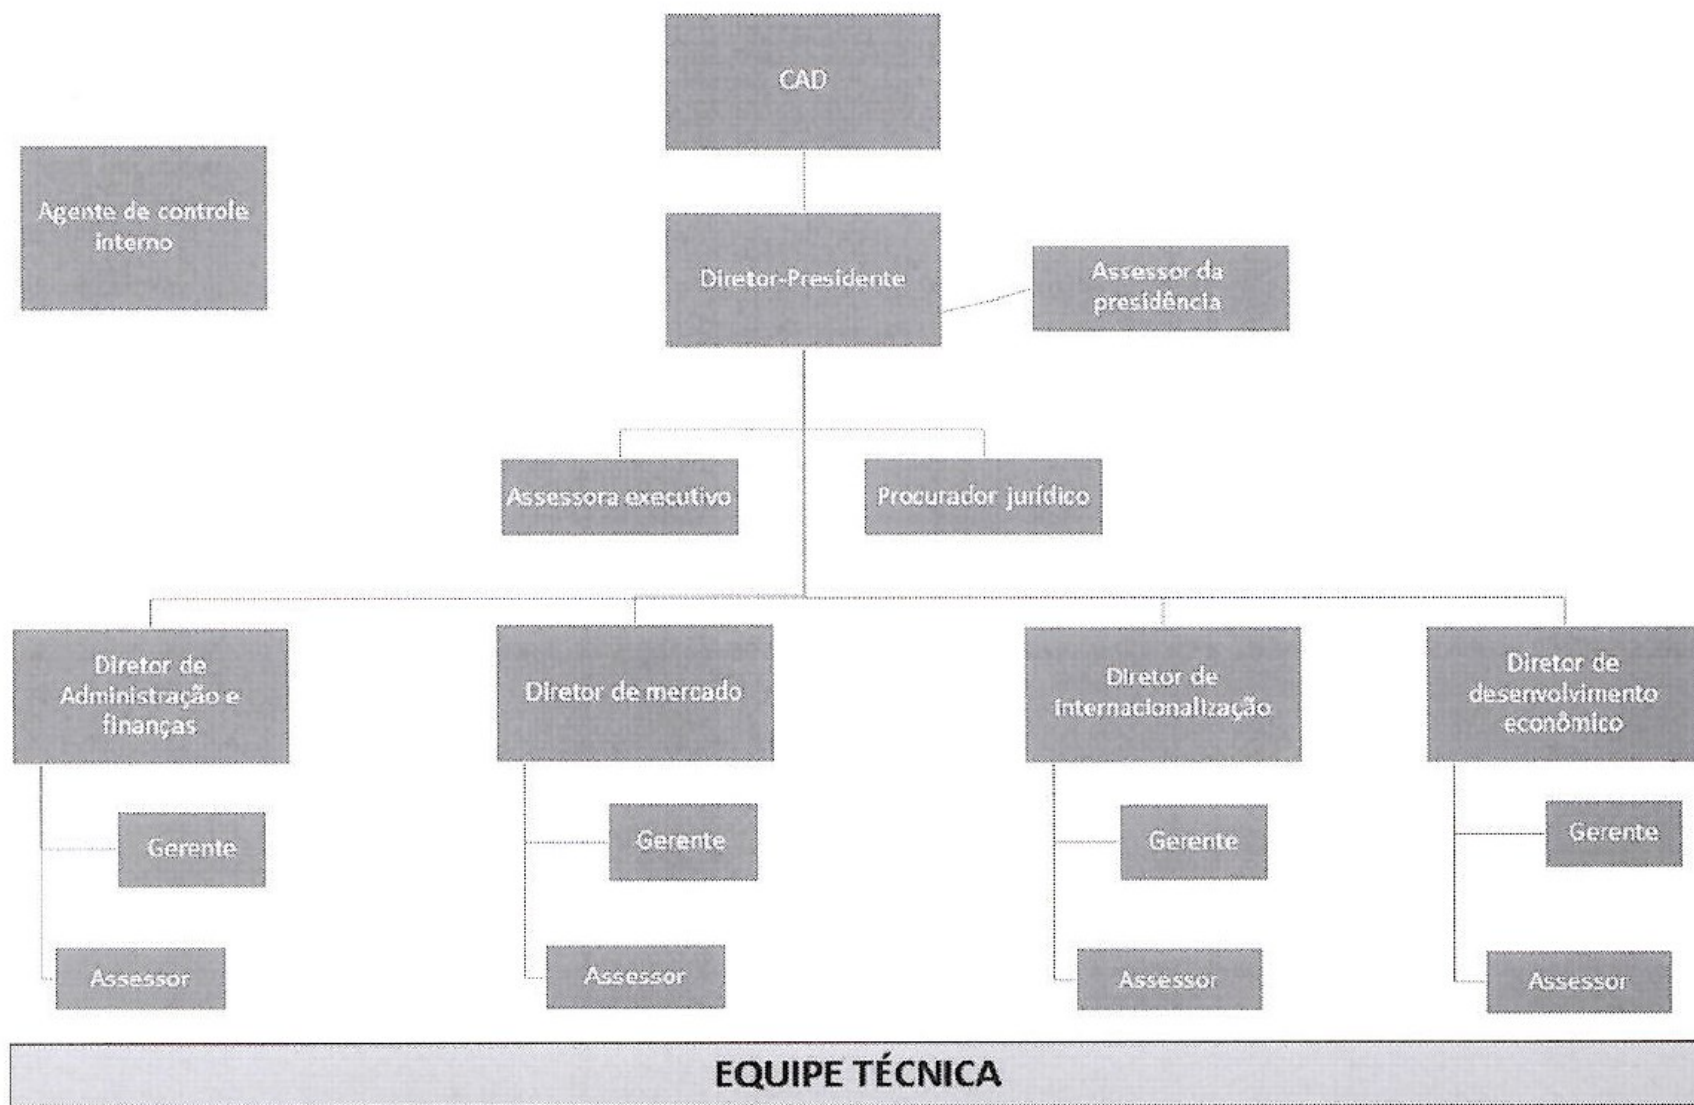 CAD
Agente de controle
interno
Diretor-Presidente
Assessor da
presidência
Assessora executivo
Procurador jurídico
Diretor de
Administração e
finanças
Diretor de mercado
Diretor de
internacionalização
Diretor de
desenvolvimento
econômico
Gerente
Gerente
Gerente
Gerente
Assessor
Assessor
Assessor
Assessor
EQUIPE TÉCNICA